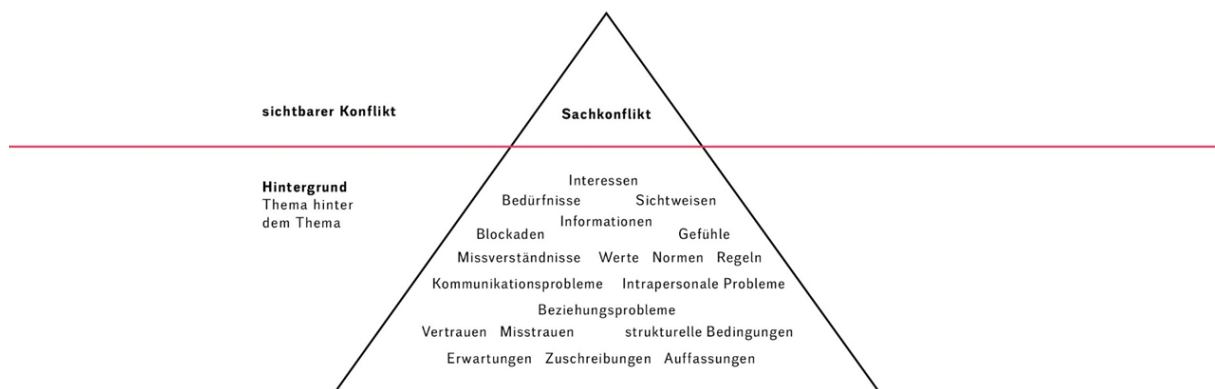 sichtbarer Konflikt
Sachkonflikt
Hintergrund
Thema hinter
dem Thema
Interessen
Bedürfnisse Sichtweisen
Informationen
Blockaden Gefühle
Missverständnisse Werte Normen Regeln
Kommunikationsprobleme Intrapersonale Probleme
Beziehungsprobleme
Vertrauen Misstrauen strukturelle Bedingungen
Erwartungen Zuschreibungen Auffassungen